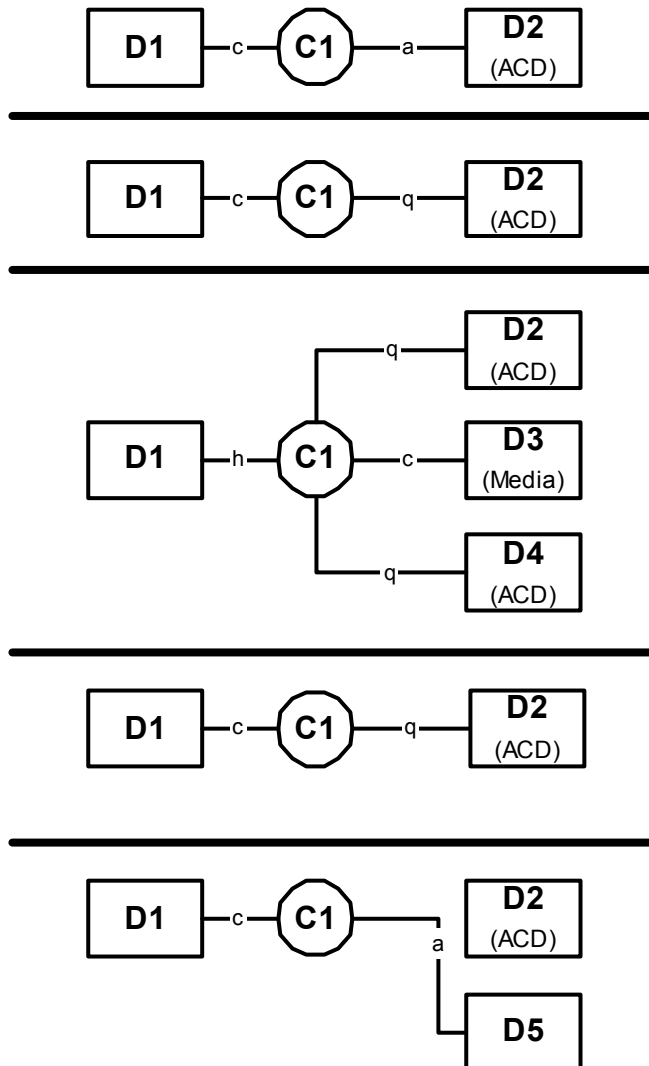 D1 c C1 a D2
(ACD)
D1 c C1 q D2
(ACD)
q D2
(ACD)
D1 h C1 c D3
(Media)
q D4
(ACD)
D1 c C1 q D2
(ACD)
D1 c C1 D2
(ACD)
a
D5